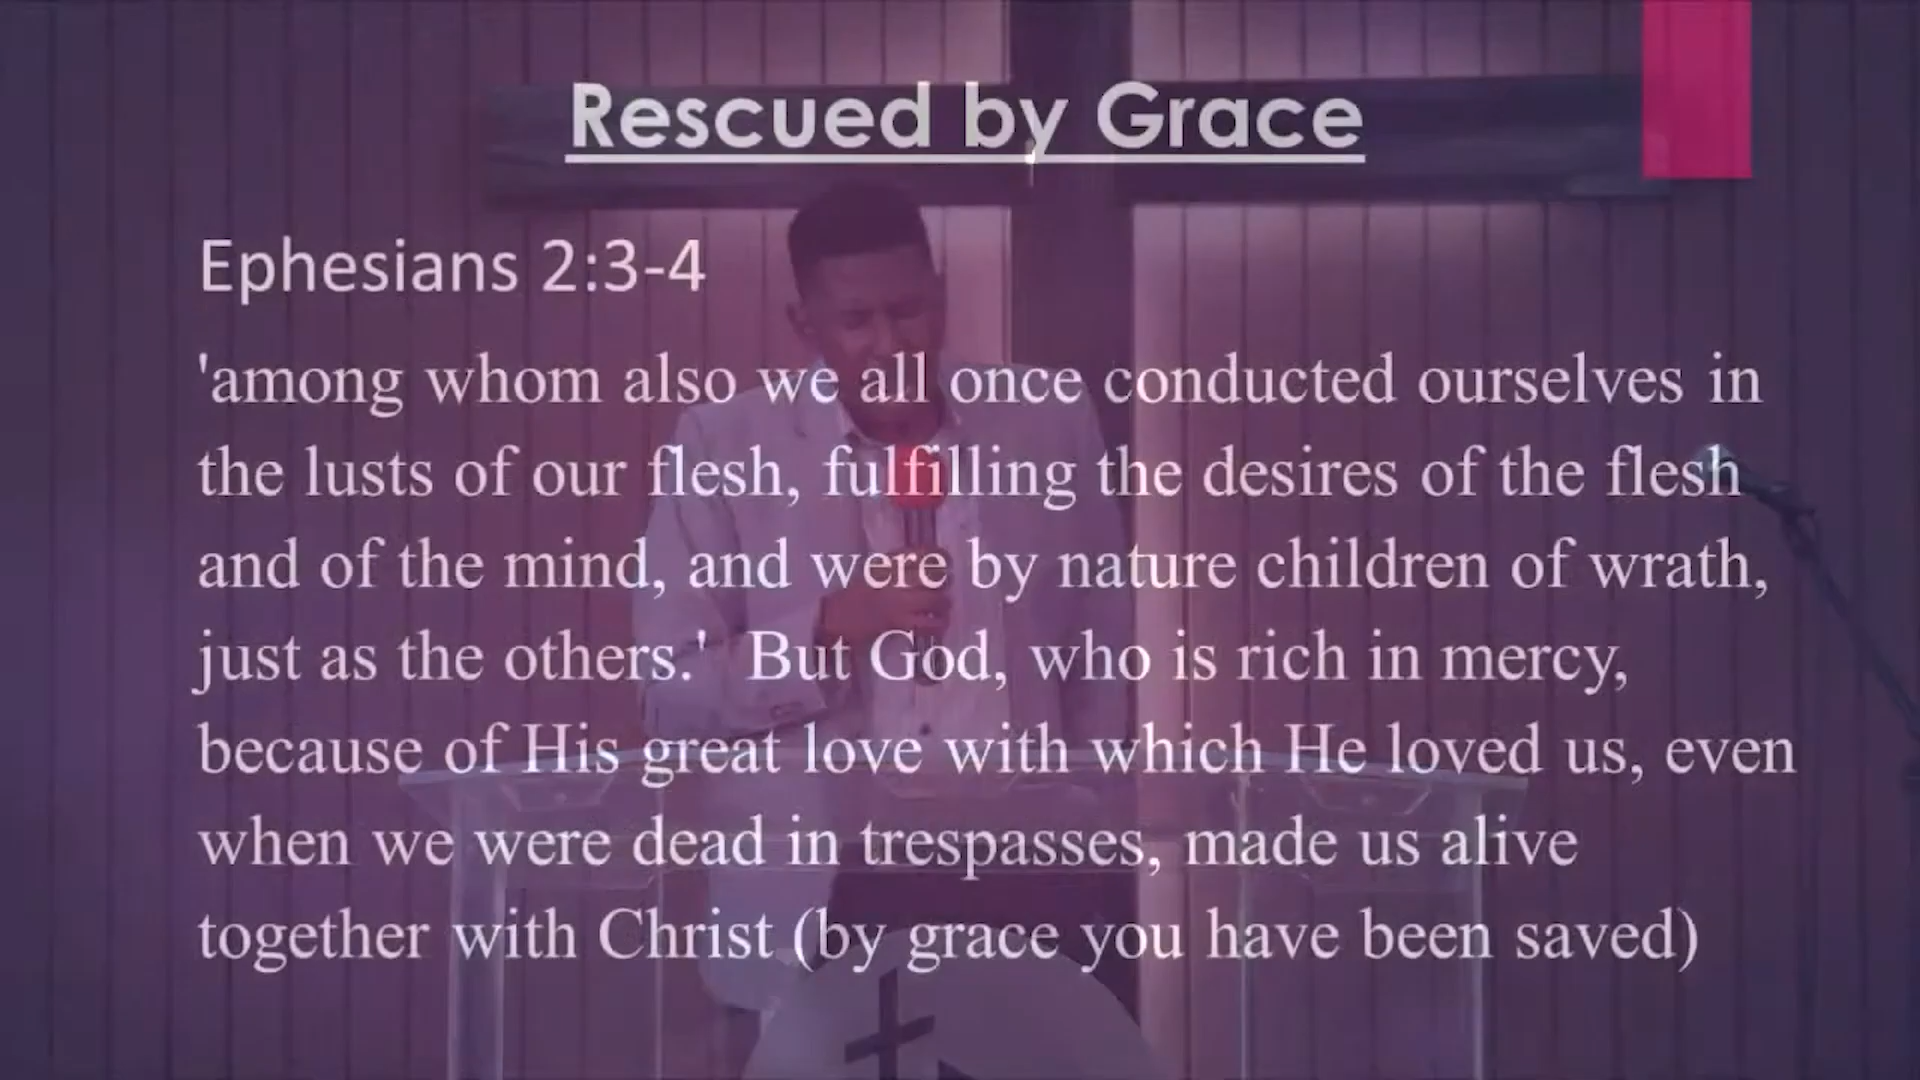 Rescued by Grace
Ephesians 2:3-4
'among whom also we all once conducted ourselves in
the lusts of our flesh, fulfilling the desires of the flesh
and of the mind, and were by nature children of wrath,
just as the others.' But God, who is rich in mercy,
because of His great love with which He loved us, even
when we were dead in trespasses, made us alive
together with Christ (by grace you have been saved)